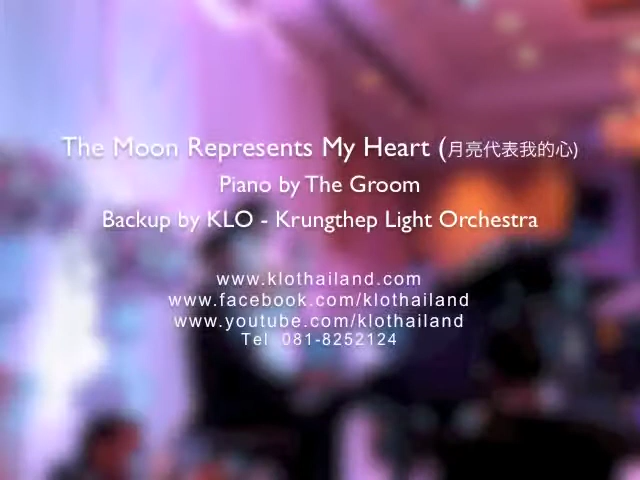 The Moon Represents My Heart (月亮代表我的心)
Piano by The Groom
Backup by KLO - Krungthep Light Orchestra
www.klothailand.com
www.facebook.com/klothailand
www.youtube.com/klothailand
Tel 081-8252124